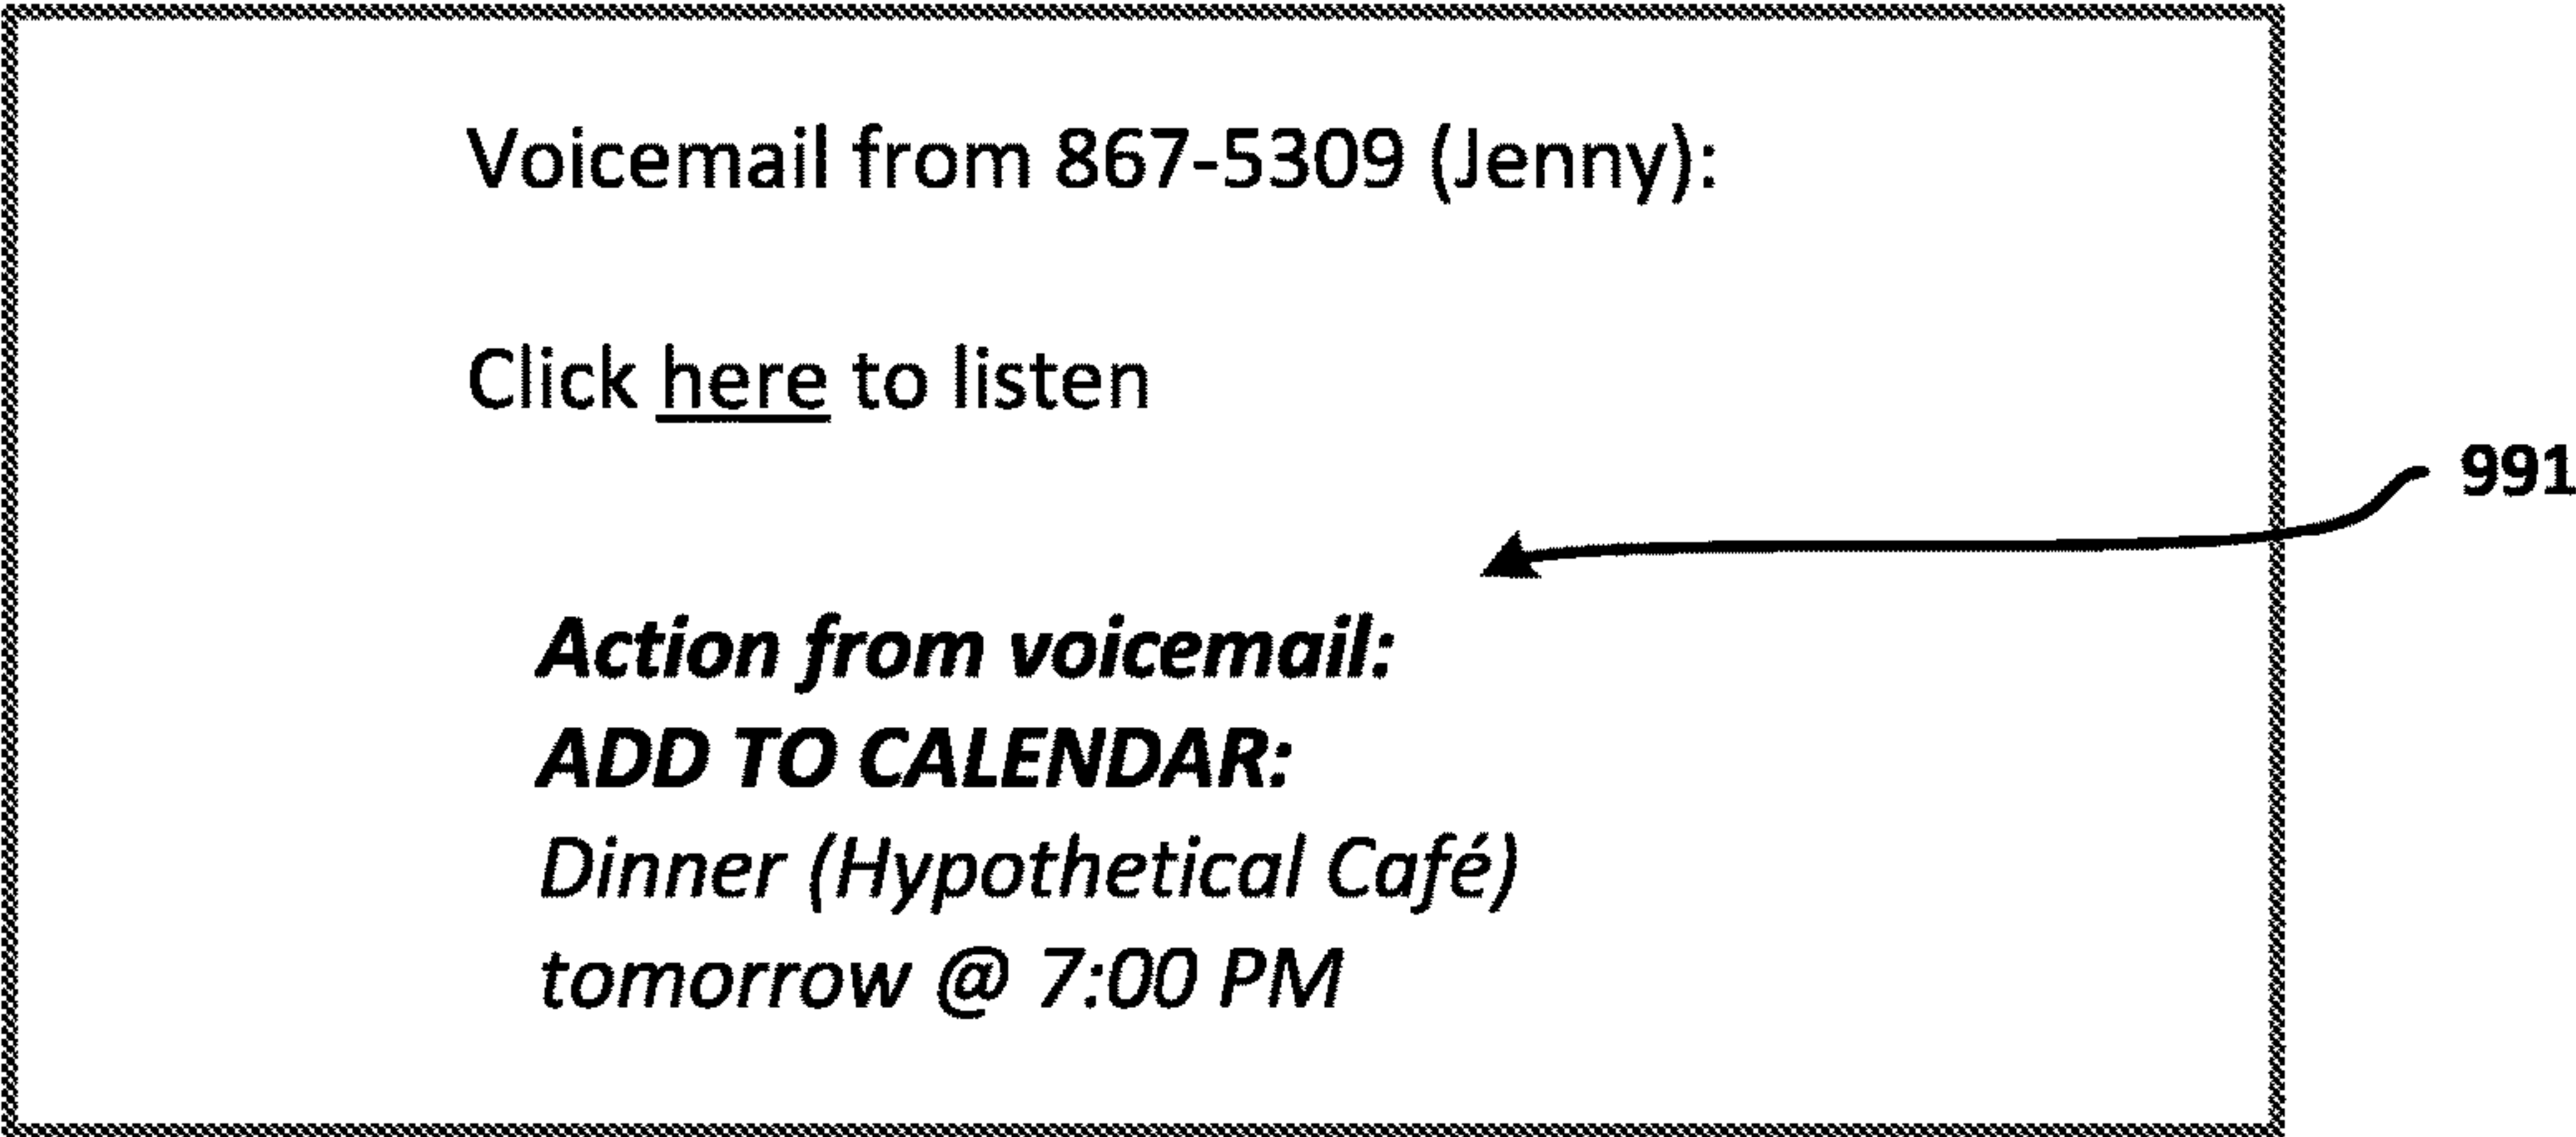 Voicemail from 867-5309 (Jenny):
Click here to listen
991
Action from voicemail:
ADD TO CALENDAR:
Dinner (Hypothetical Café)
tomorrow @ 7:00 PM